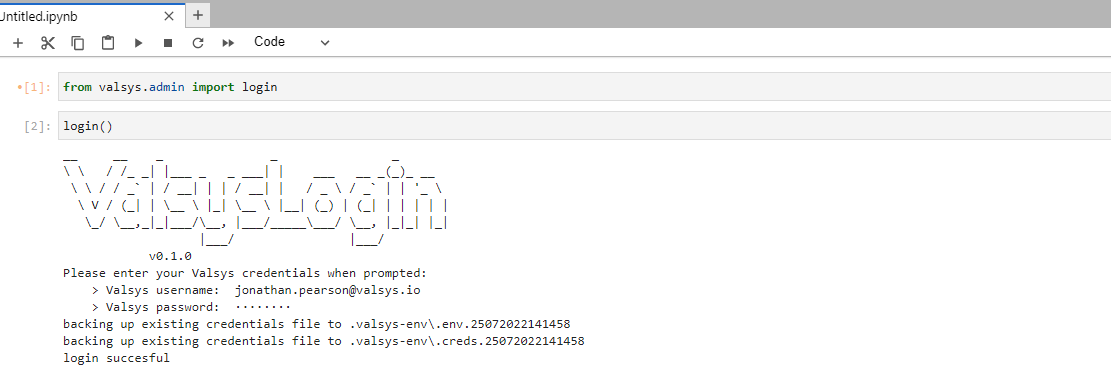 Untitled.ipynb
Code
[1]: from valsys.admin import login
[2]: login()
ValsysLogin
v0.1.0
Please enter your Valsys credentials when prompted:
> Valsys username: jonathan.pearson@valsys.io
> Valsys password: ········
backing up existing credentials file to .valsys-env\.env.25072022141458
backing up existing credentials file to .valsys-env\.creds.25072022141458
login succesful